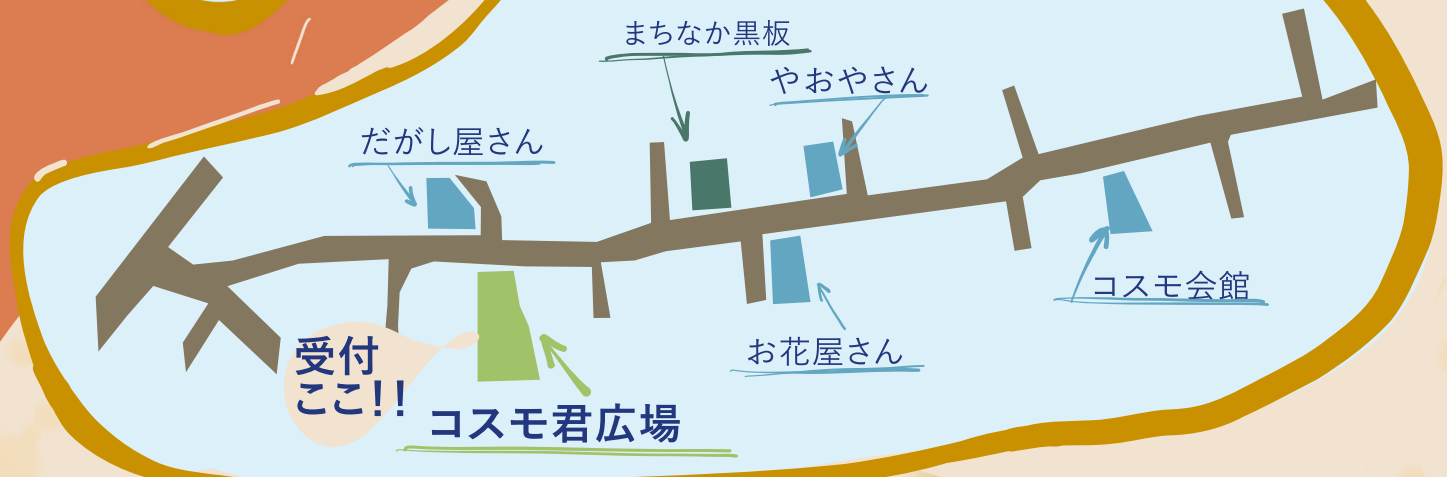 まちなか黒板
やおやさん
だがし屋さん
コスモ会館
お花屋さん
受付
ここ!!
コスモ君広場